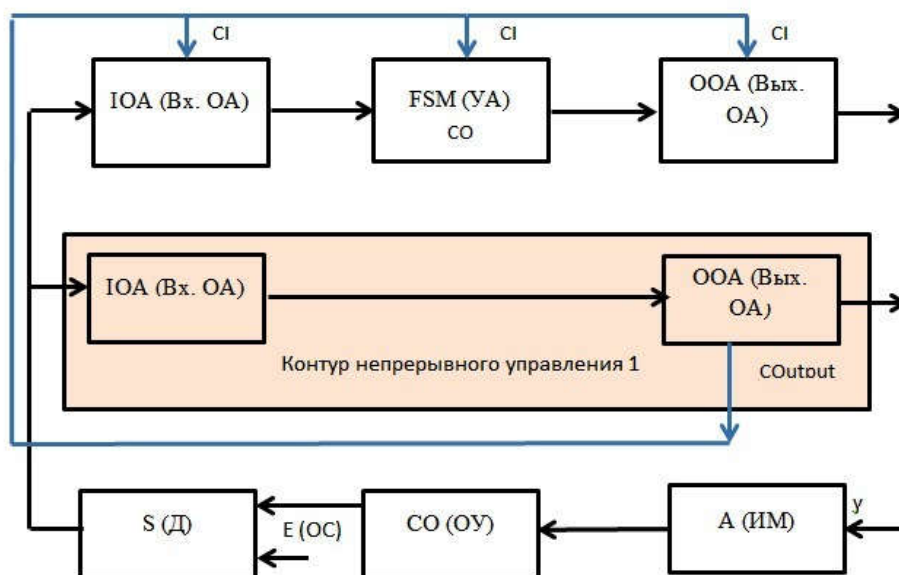 CI CI CI
IOA (Вх. ОА)
FSM (УА)
CO
OOA (Вых.
ОА)
IOA (Вх. ОА)
OOA (Вых.
ОА)
Контур непрерывного управления 1
COutput
S (Д)
E (ОС)
CO (ОУ)
A (ИМ)
y